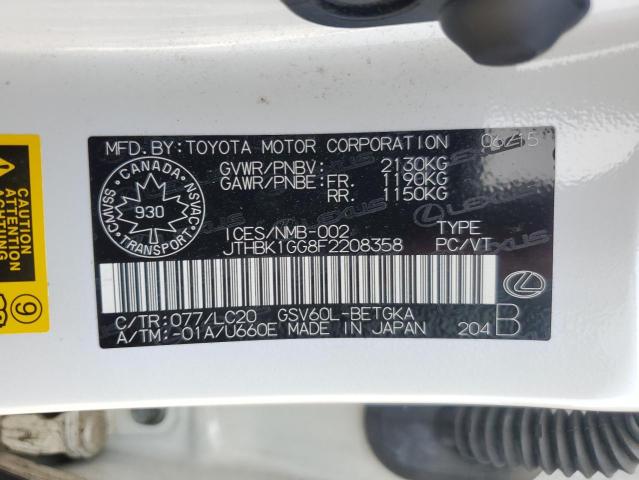 MFD.BY: TOYOTA MOTOR CORPORATION 06/15
GVWR/PNBV: 2130KG
GAWR/PNBE: FR. 1190KG
RR. 1150KG
CANADA
CMVSS NSVAC
930
TRANSPORT
ICES/NMB-002 TYPE
JTHBK1GG8F2208358 PC/VT
C/TR: 077/LC20 GSV60L-BETGKA
A/TM: -01A/U660E MADE IN JAPAN 204 B
LEXUS
9